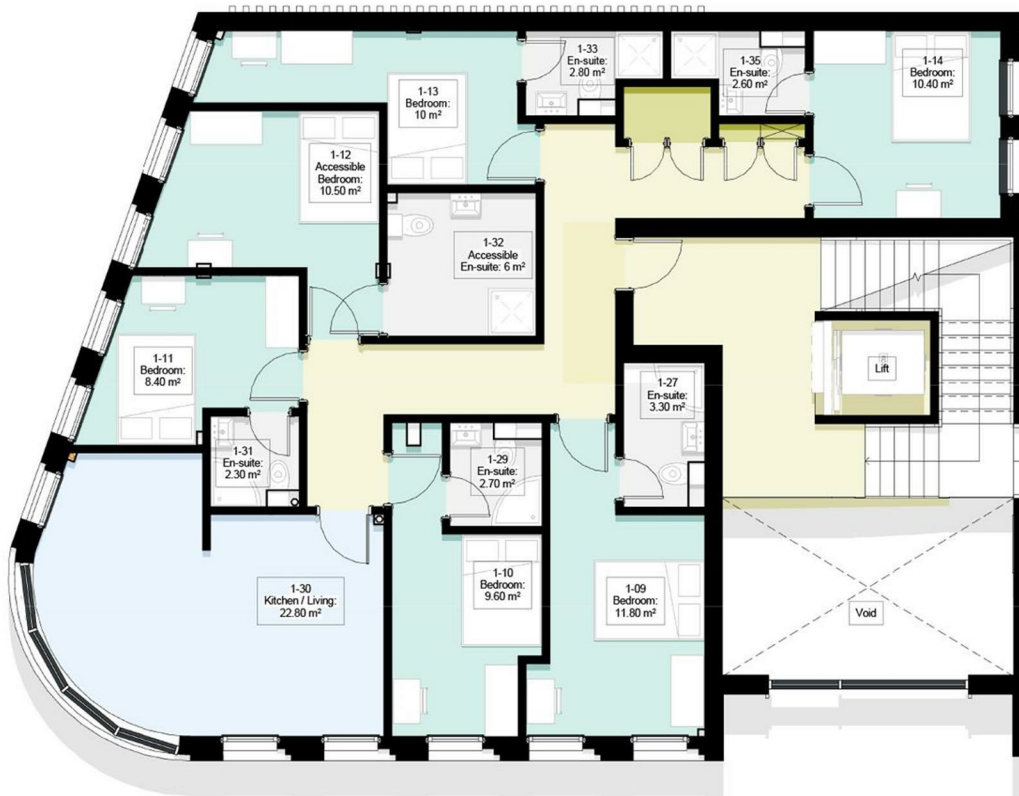 1-33
En-suite:
2.80 m²
1-35
En-suite:
2.60 m²
1-14
Bedroom:
10.40 m²
1-13
Bedroom:
10 m²
1-12
Accessible
Bedroom:
10.50 m²
1-32
Accessible
En-suite: 6 m²
1-11
Bedroom:
8.40 m²
1-27
En-suite:
3.30 m²
Lift
1-31
En-suite:
2.30 m²
1-29
En-suite:
2.70 m²
1-30
Kitchen / Living:
22.80 m²
1-10
Bedroom:
9.60 m²
1-09
Bedroom:
11.80 m²
Void